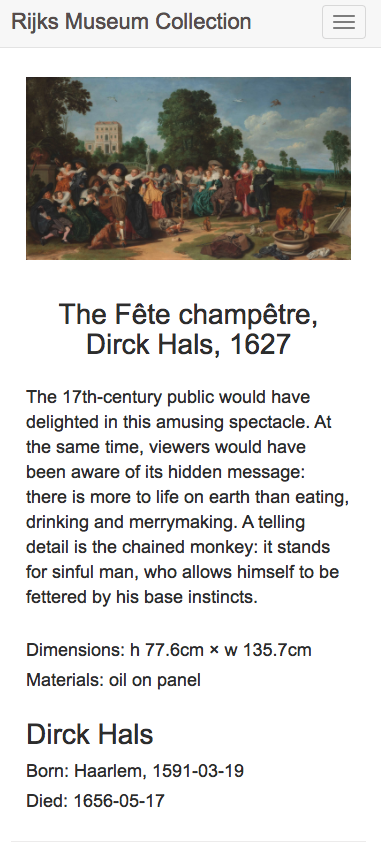 Rijks Museum Collection
The Fête champêtre,
Dirck Hals, 1627
The 17th-century public would have
delighted in this amusing spectacle. At
the same time, viewers would have
been aware of its hidden message:
there is more to life on earth than eating,
drinking and merrymaking. A telling
detail is the chained monkey: it stands
for sinful man, who allows himself to be
fettered by his base instincts.
Dimensions: h 77.6cm × w 135.7cm
Materials: oil on panel
Dirck Hals
Born: Haarlem, 1591-03-19
Died: 1656-05-17